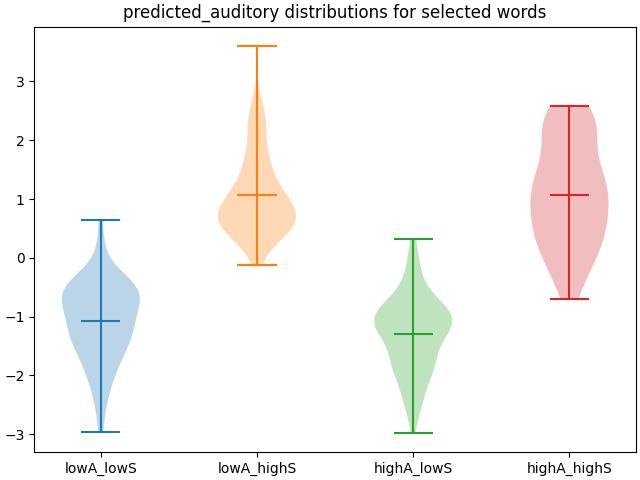 predicted_auditory distributions for selected words
3
2
1
0
−1
−2
−3
lowA_lowS
lowA_highS
highA_lowS
highA_highS